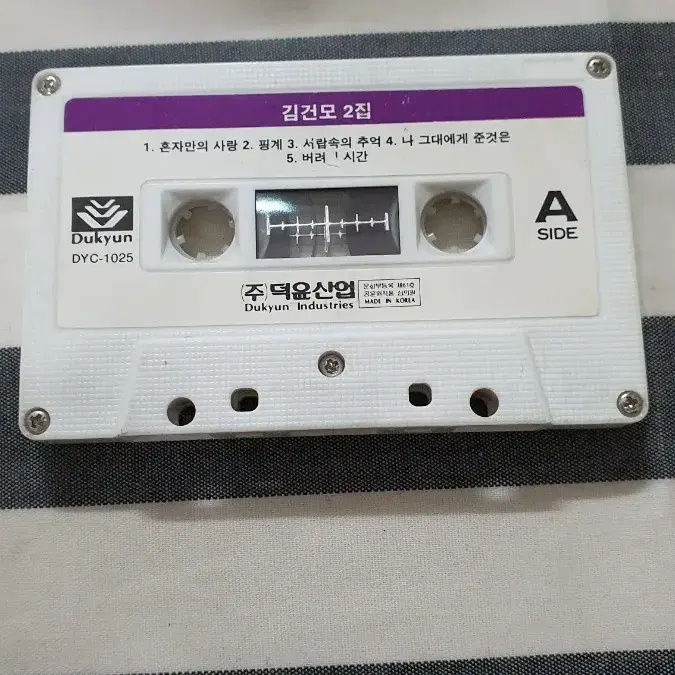 김건모 2집
1. 혼자만의 사랑 2. 핑계 3. 서랍속의 추억 4. 나 그대에게 준것은
5. 버려 시간
A
SIDE
Dukyun
DYC-1025
(주)덕윤산업
Dukyun Industries
MADE IN KOREA